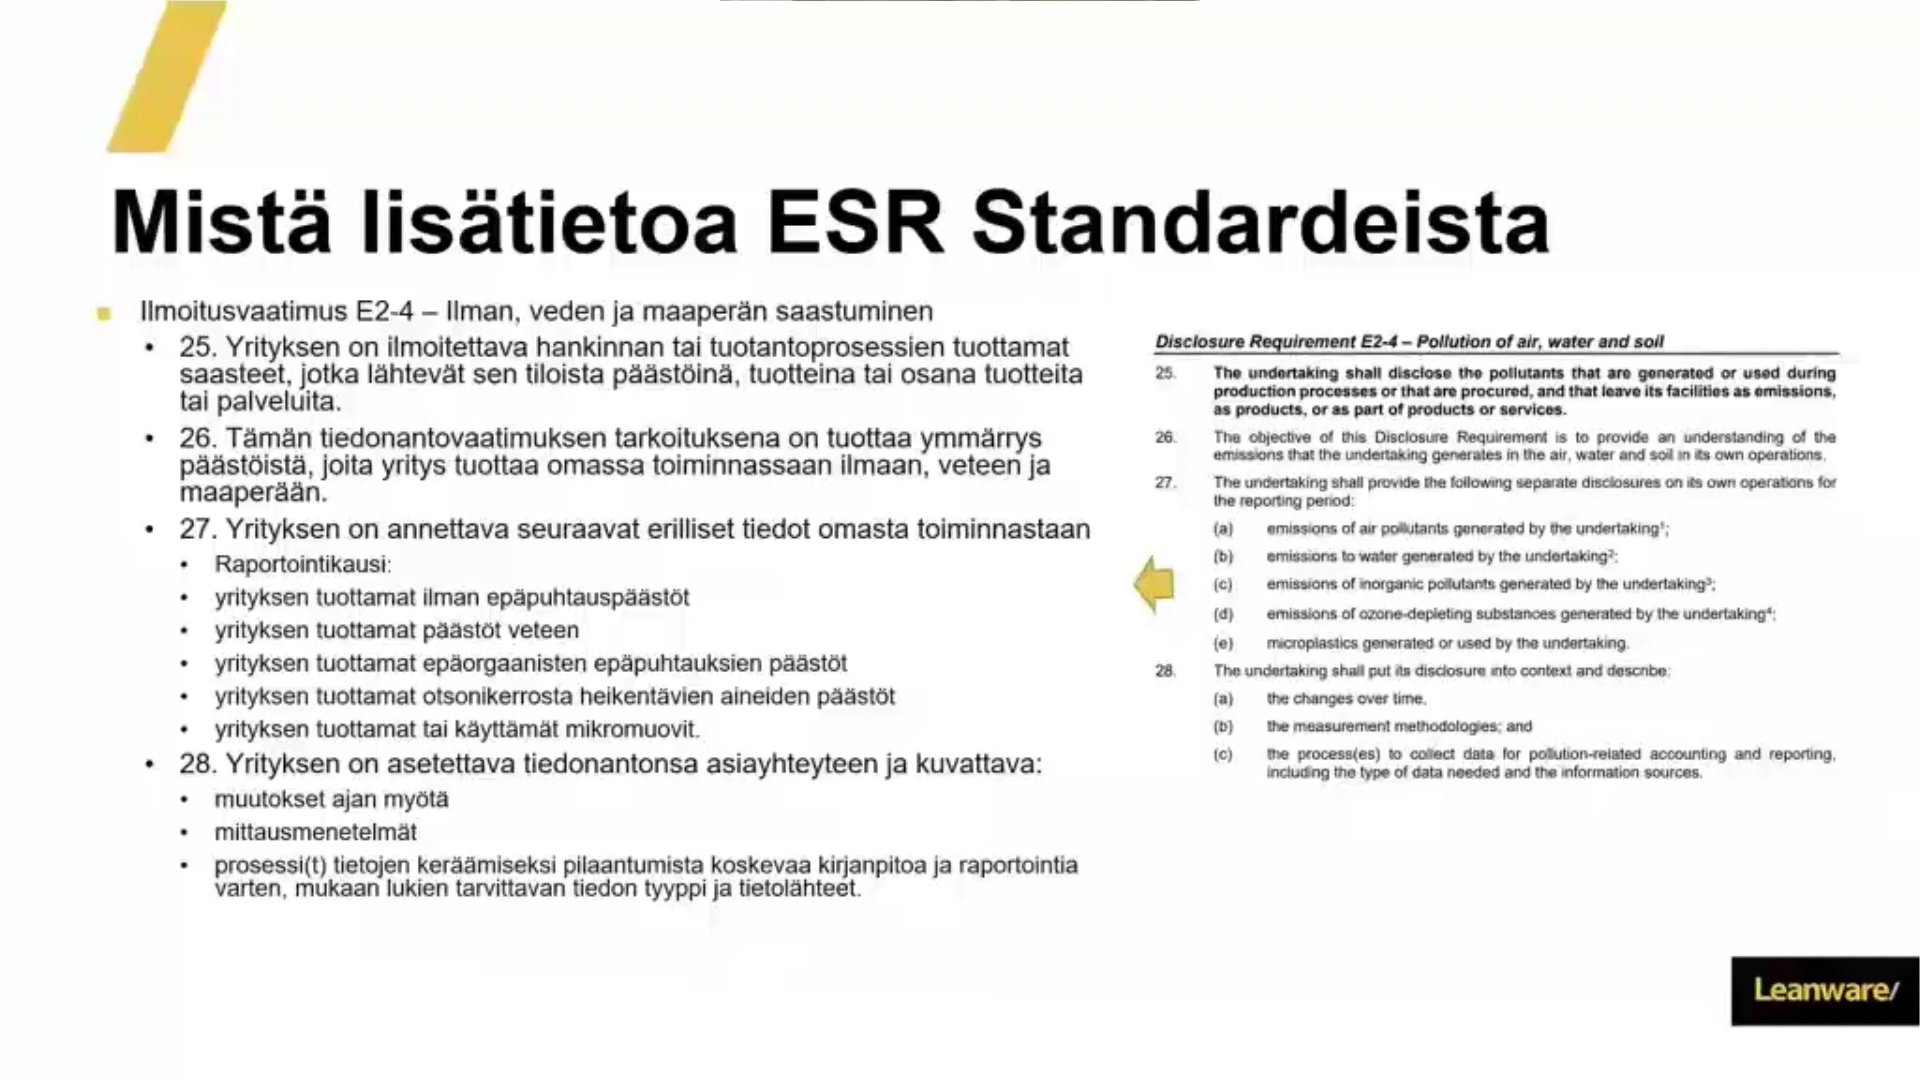 Mistä lisätietoa ESR Standardeista
Ilmoitusvaatimus E2-4 – Ilman, veden ja maaperän saastuminen
25. Yrityksen on ilmoitettava hankinnan tai tuotantoprosessien tuottamat
saasteet, jotka lähtevät sen tiloista päästöinä, tuotteina tai osana tuotteita
tai palveluita.
26. Tämän tiedonantovaatimuksen tarkoituksena on tuottaa ymmärrys
päästöistä, joita yritys tuottaa omassa toiminnassaan ilmaan, veteen ja
maaperään.
27. Yrityksen on annettava seuraavat erilliset tiedot omasta toiminnastaan
Raportointikausi:
yrityksen tuottamat ilman epäpuhtauspäästöt
yrityksen tuottamat päästöt veteen
yrityksen tuottamat epäorgaanisten epäpuhtauksien päästöt
yrityksen tuottamat otsonikerrosta heikentävien aineiden päästöt
yrityksen tuottamat tai käyttämät mikromuovit.
28. Yrityksen on asetettava tiedonantonsa asiayhteyteen ja kuvattava:
muutokset ajan myötä
mittausmenetelmät
prosessi(t) tietojen keräämiseksi pilaantumista koskevaa kirjanpitoa ja raportointia
varten, mukaan lukien tarvittavan tiedon tyyppi ja tietolähteet.
Disclosure Requirement E2-4 – Pollution of air, water and soil
25. The undertaking shall disclose the pollutants that are generated or used during
production processes or that are procured, and that leave its facilities as emissions,
as products, or as part of products or services.
26. The objective of this Disclosure Requirement is to provide an understanding of the
emissions that the undertaking generates in the air, water and soil in its own operations.
27. The undertaking shall provide the following separate disclosures on its own operations for
the reporting period:
(a) emissions of air pollutants generated by the undertaking¹;
(b) emissions to water generated by the undertaking²;
(c) emissions of inorganic pollutants generated by the undertaking³;
(d) emissions of ozone-depleting substances generated by the undertaking⁴;
(e) microplastics generated or used by the undertaking.
28. The undertaking shall put its disclosure into context and describe:
(a) the changes over time,
(b) the measurement methodologies; and
(c) the process(es) to collect data for pollution-related accounting and reporting,
including the type of data needed and the information sources.
Leanware/